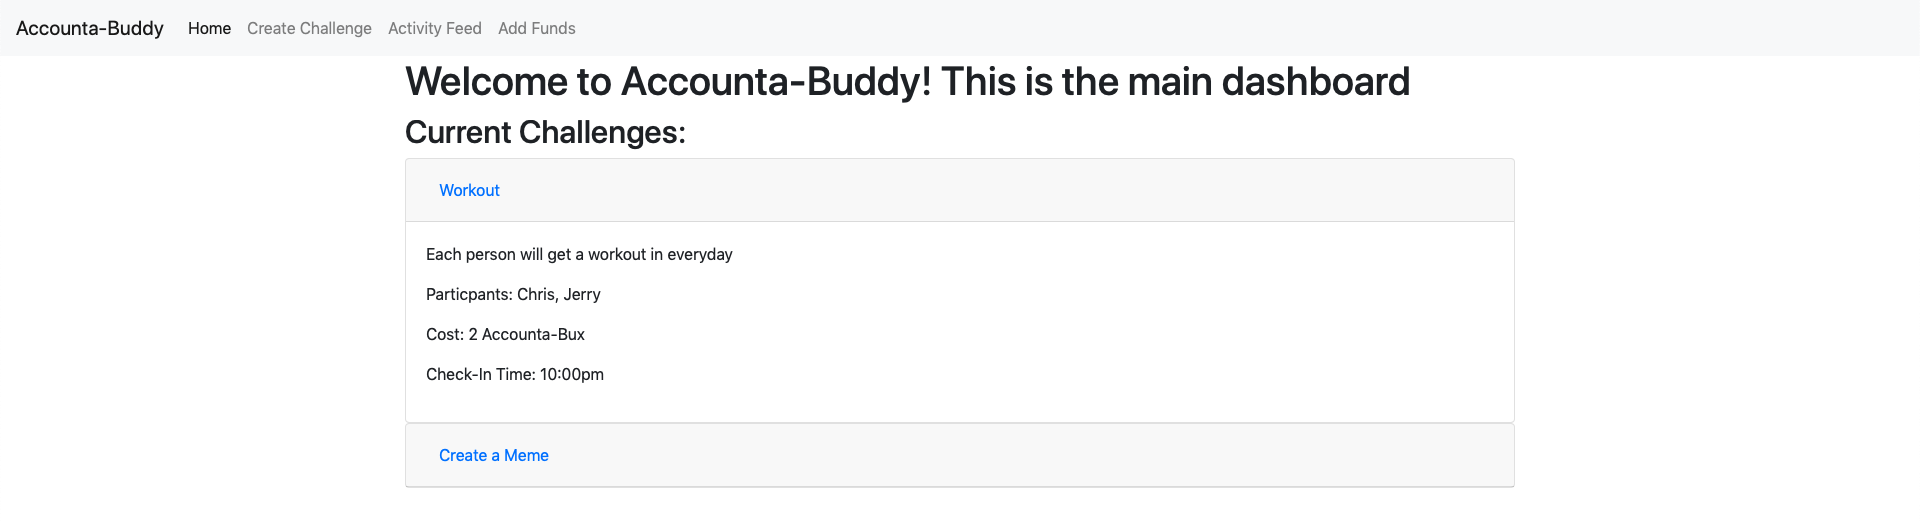 Accounta-Buddy Home Create Challenge Activity Feed Add Funds
Welcome to Accounta-Buddy! This is the main dashboard
Current Challenges:
Workout
Each person will get a workout in everyday
Particpants: Chris, Jerry
Cost: 2 Accounta-Bux
Check-In Time: 10:00pm
Create a Meme